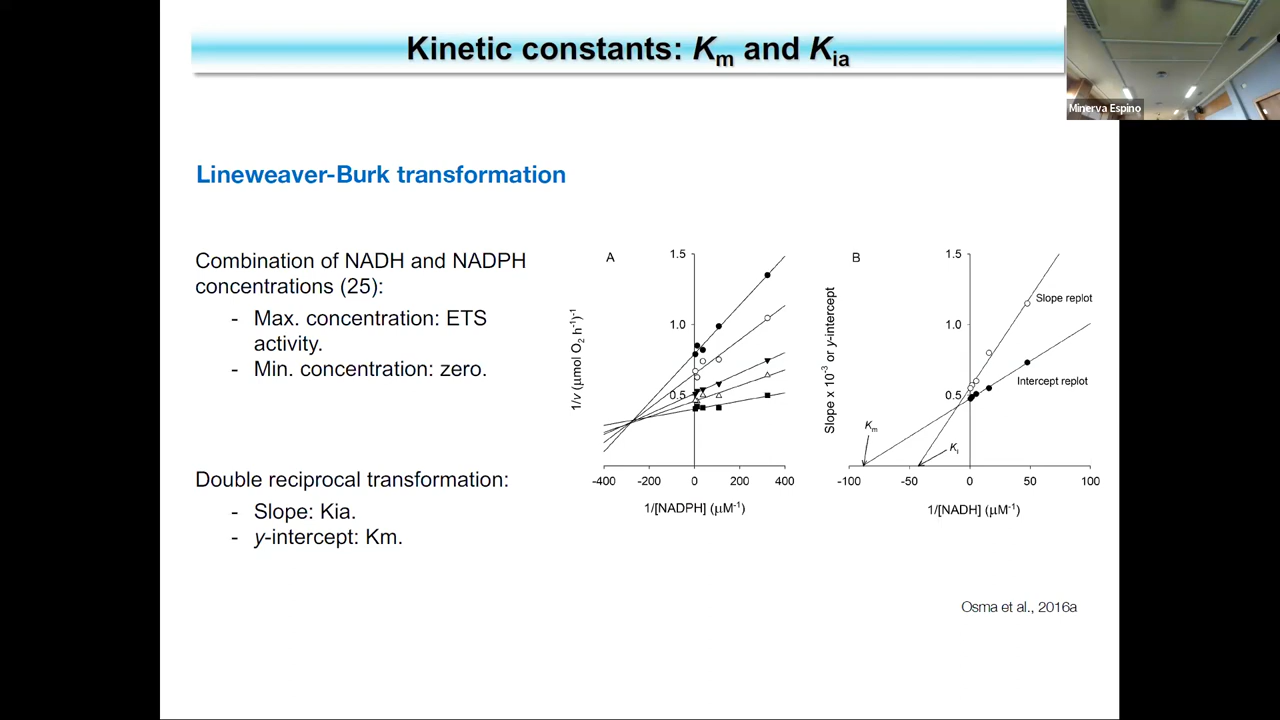 Kinetic constants: Km and Kia
Minerva Espino
Lineweaver-Burk transformation
Combination of NADH and NADPH
concentrations (25):
- Max. concentration: ETS
activity.
- Min. concentration: zero.
Double reciprocal transformation:
- Slope: Kia.
- y-intercept: Km.
A
1.5
1.0
0.5
1/v (μmol O2 h-1)-1
-400 -200 0 200 400
1/[NADPH] (μM-1)
B
1.5
1.0
0.5
Slope x 10-3 or y-intercept
Slope replot
Intercept replot
Km
Ki
-100 -50 0 50 100
1/[NADH] (μM-1)
Osma et al., 2016a